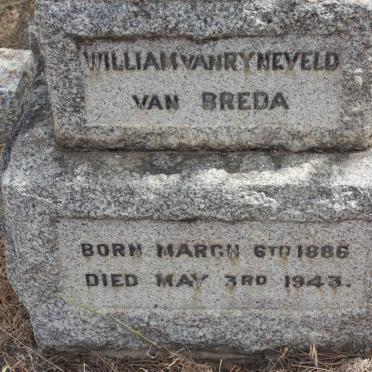 WILLIAM VAN RYNEVELD
VAN BREDA
BORN MARCH 6TH 1886
DIED MAY 3RD 1943.